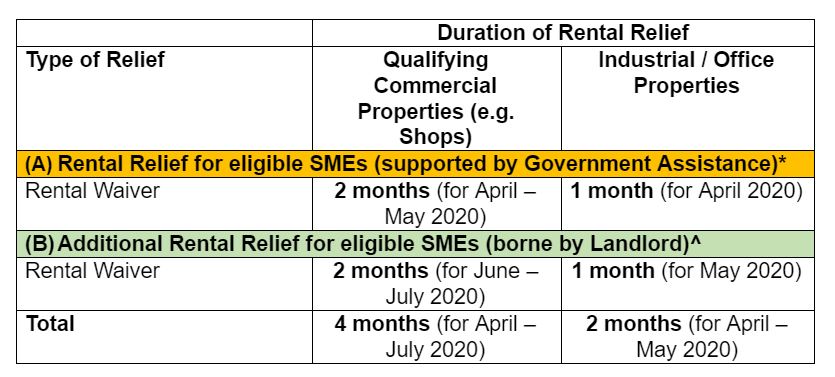 Duration of Rental Relief
Type of Relief
Qualifying
Commercial
Properties (e.g.
Shops)
Industrial / Office
Properties
(A) Rental Relief for eligible SMEs (supported by Government Assistance)*
Rental Waiver
2 months (for April –
May 2020)
1 month (for April 2020)
(B) Additional Rental Relief for eligible SMEs (borne by Landlord)^
Rental Waiver
2 months (for June –
July 2020)
1 month (for May 2020)
Total
4 months (for April –
July 2020)
2 months (for April –
May 2020)